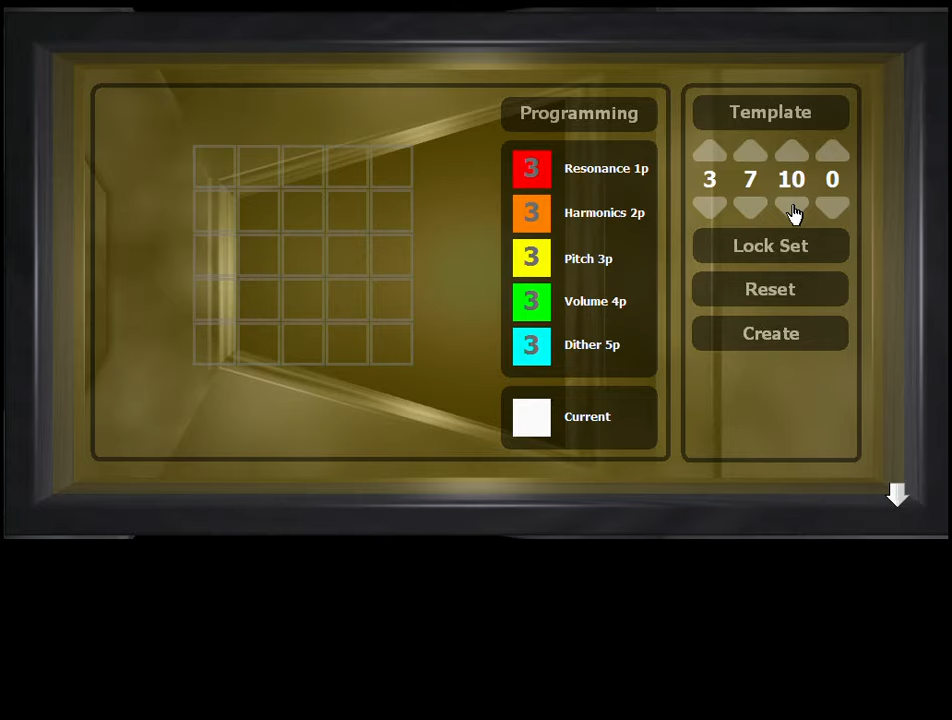 Programming
3 Resonance 1p
3 Harmonics 2p
3 Pitch 3p
3 Volume 4p
3 Dither 5p
Current
Template
3 7 10 0
Lock Set
Reset
Create